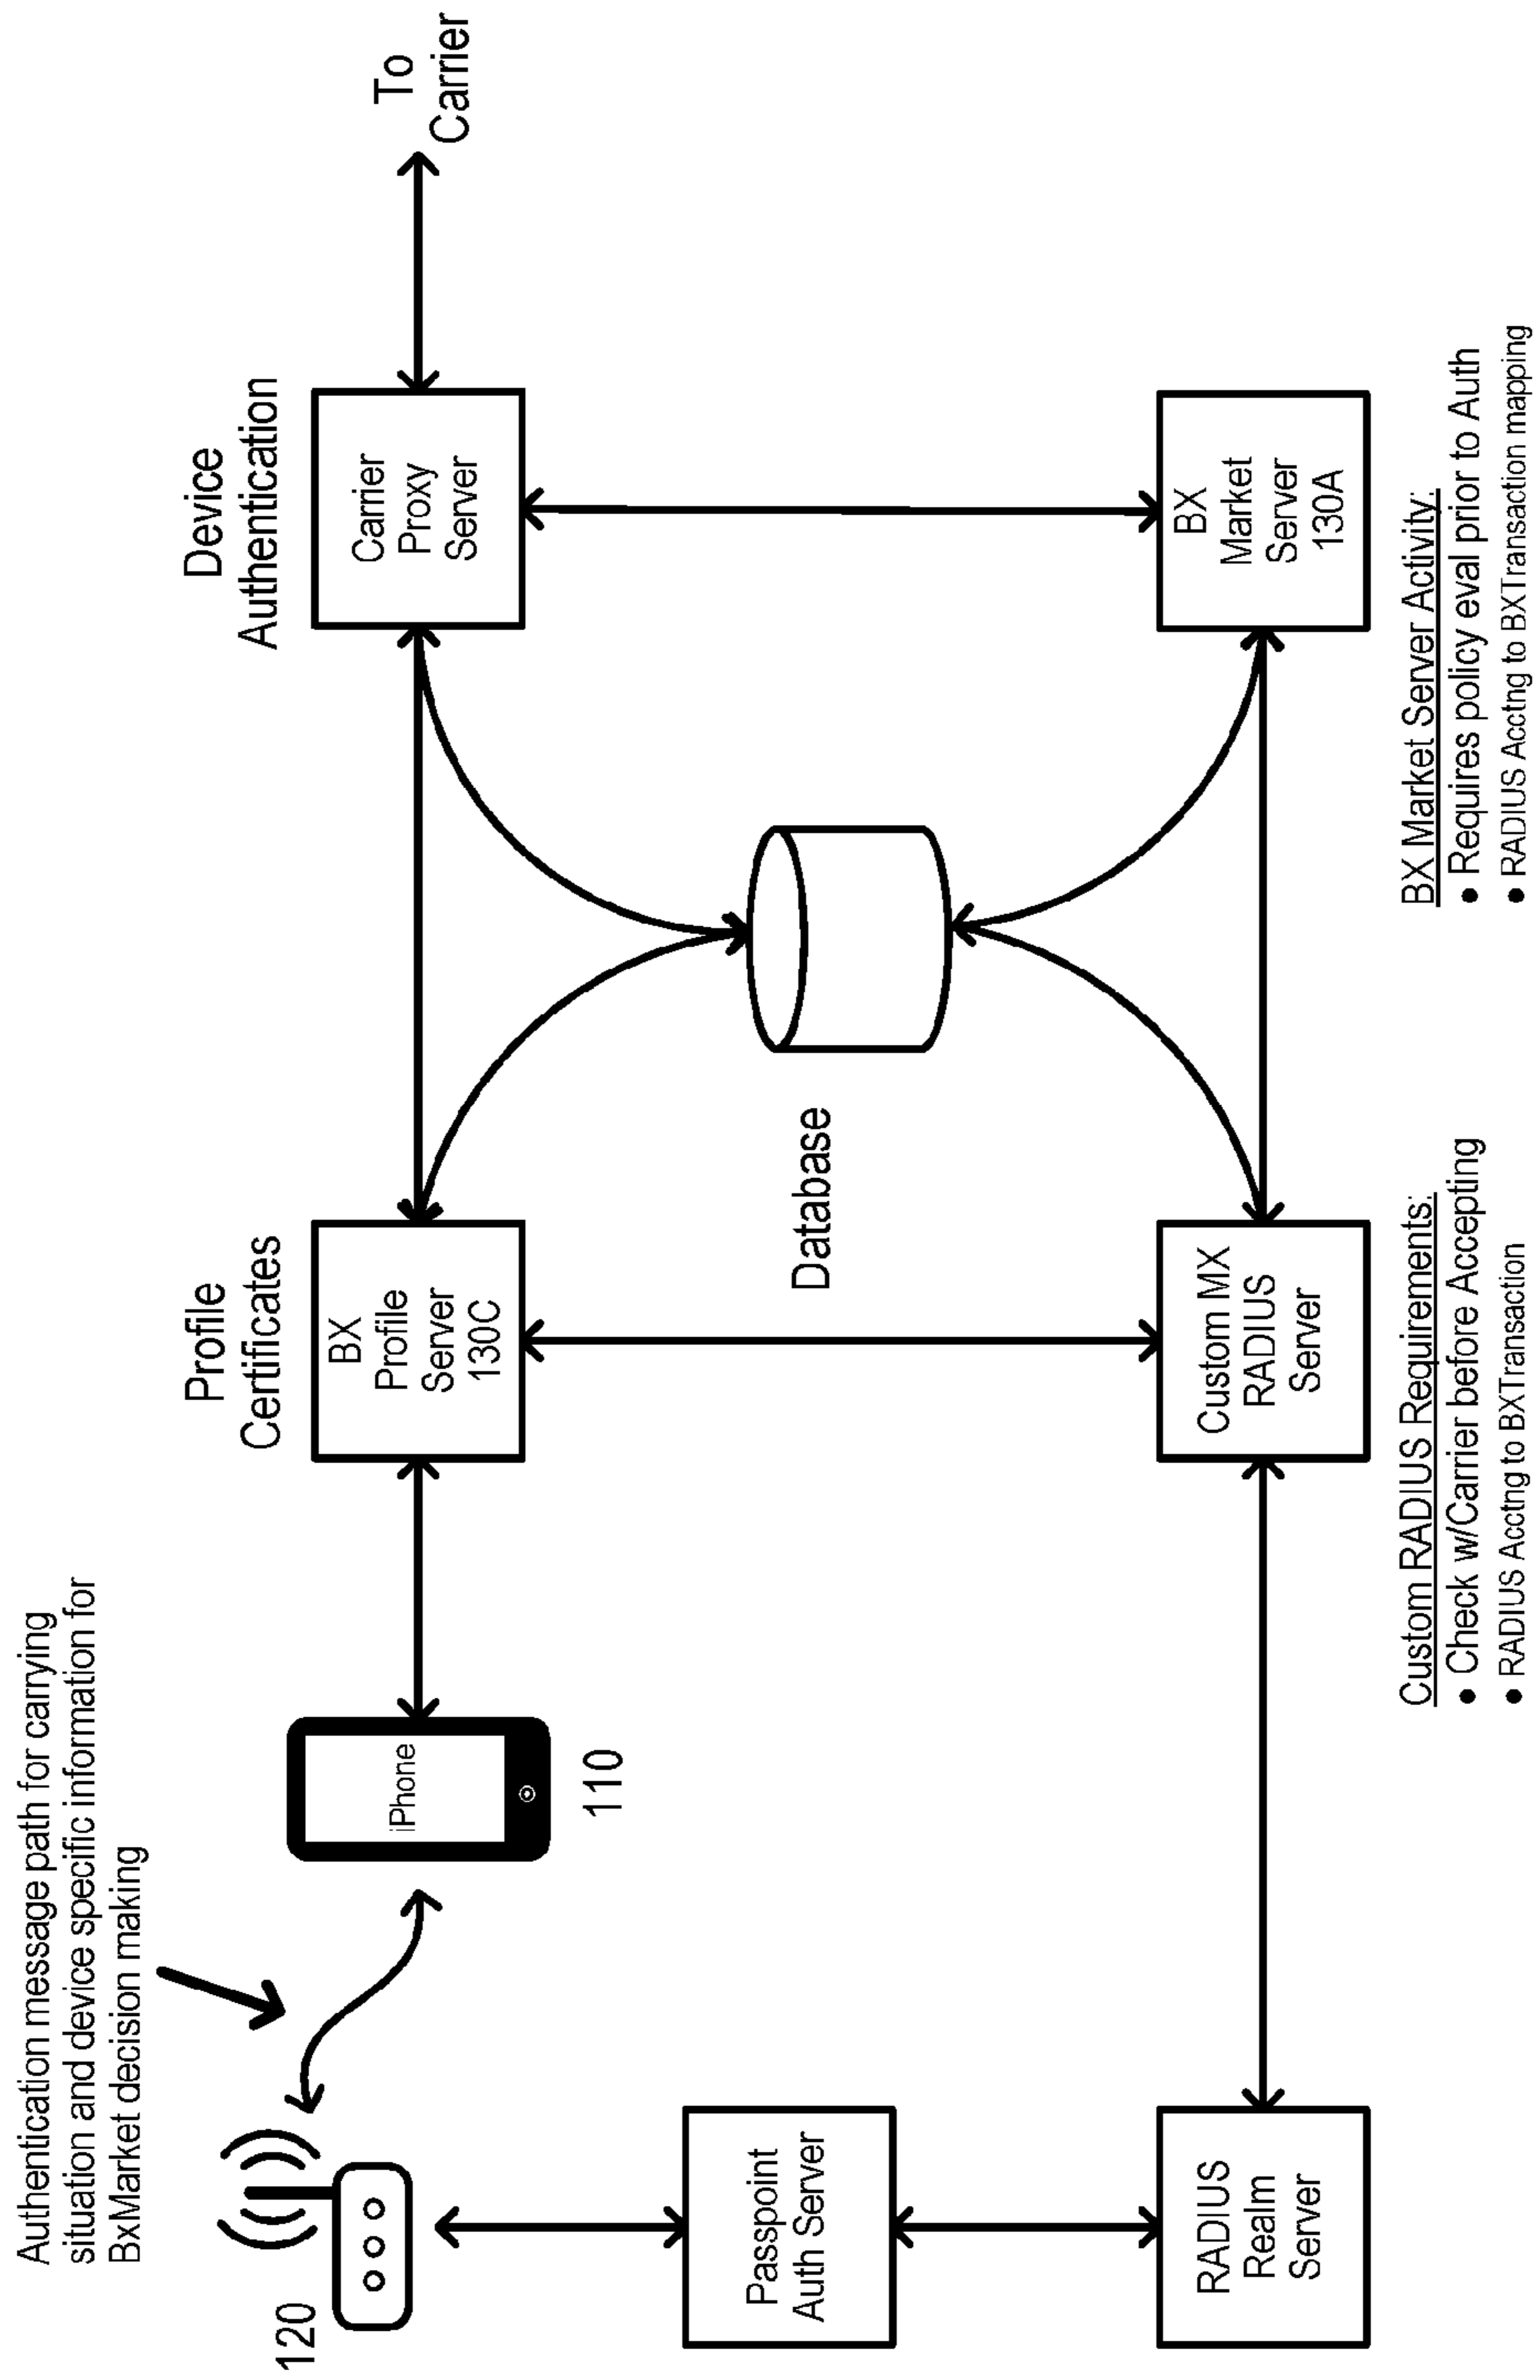 Authentication message path for carrying
situation and device specific information for
BxMarket decision making
120
iPhone
110
Profile
Certificates
BX
Profile
Server
130C
Device
Authentication
Carrier
Proxy
Server
To
Carrier
Passpoint
Auth Server
Database
RADIUS
Realm
Server
Custom MX
RADIUS
Server
BX
Market
Server
130A
Custom RADIUS Requirements:
• Check w/Carrier before Accepting
• RADIUS Acctng to BXTransaction
BX Market Server Activity:
• Requires policy eval prior to Auth
• RADIUS Acctng to BXTransaction mapping